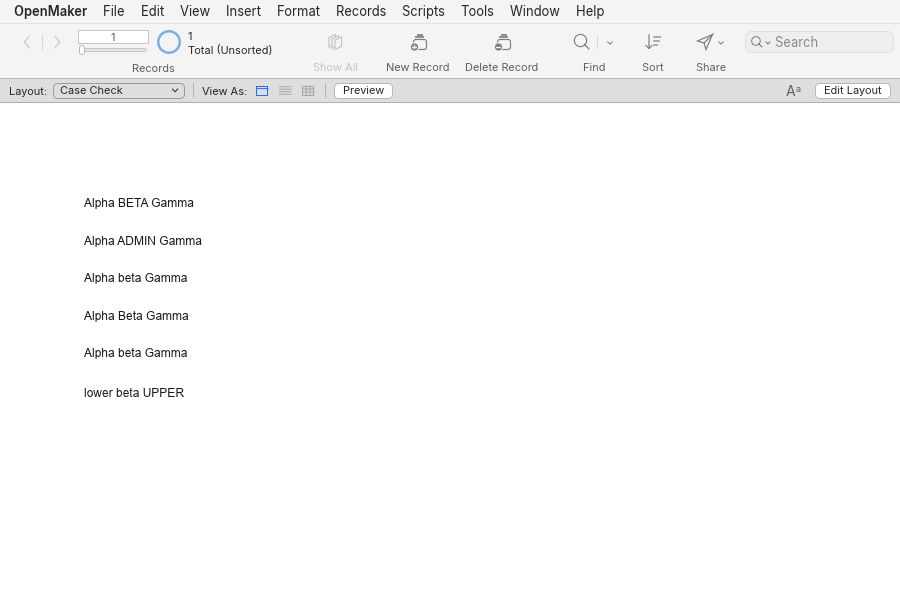 OpenMaker File Edit View Insert Format Records Scripts Tools Window Help
1
1
Total (Unsorted)
Records
Show All
New Record
Delete Record
Find
Sort
Share
Search
Layout: Case Check View As: Preview Aa Edit Layout
Alpha BETA Gamma
Alpha ADMIN Gamma
Alpha beta Gamma
Alpha Beta Gamma
Alpha beta Gamma
lower beta UPPER